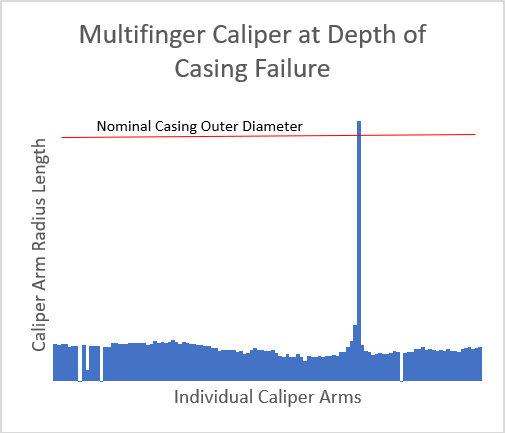 Multifinger Caliper at Depth of
Casing Failure
Nominal Casing Outer Diameter
Caliper Arm Radius Length
Individual Caliper Arms